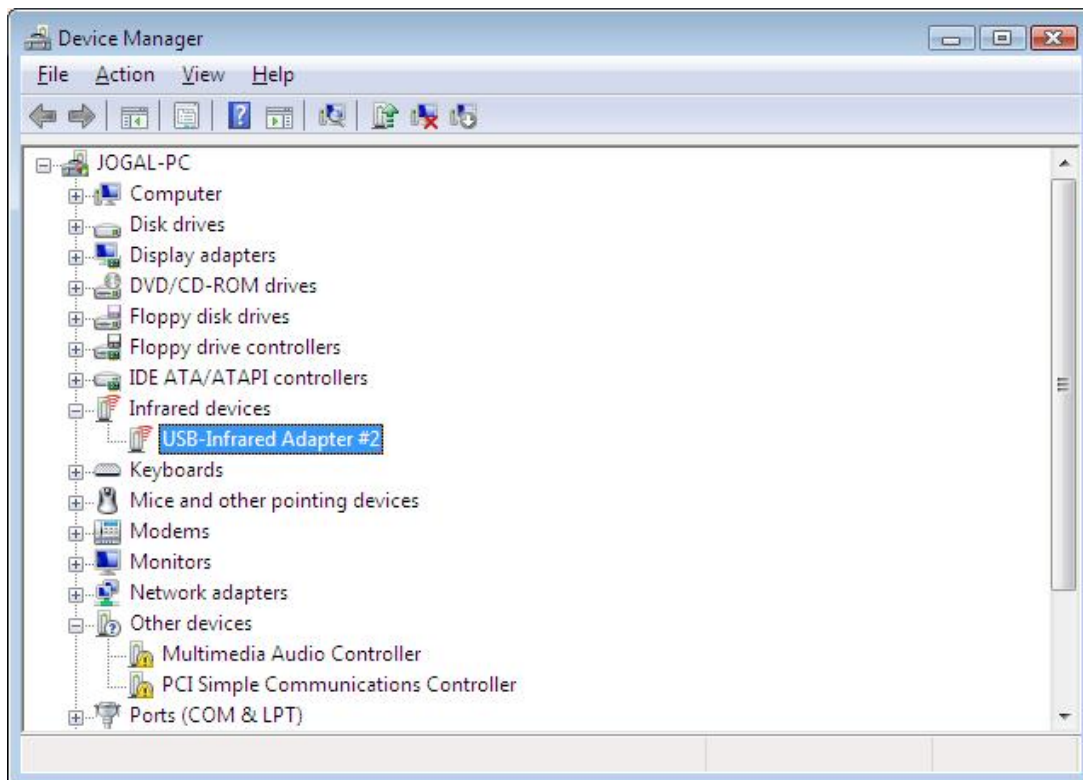 Device Manager
File Action View Help
JOGAL-PC
Computer
Disk drives
Display adapters
DVD/CD-ROM drives
Floppy disk drives
Floppy drive controllers
IDE ATA/ATAPI controllers
Infrared devices
USB-Infrared Adapter #2
Keyboards
Mice and other pointing devices
Modems
Monitors
Network adapters
Other devices
Multimedia Audio Controller
PCI Simple Communications Controller
Ports (COM & LPT)